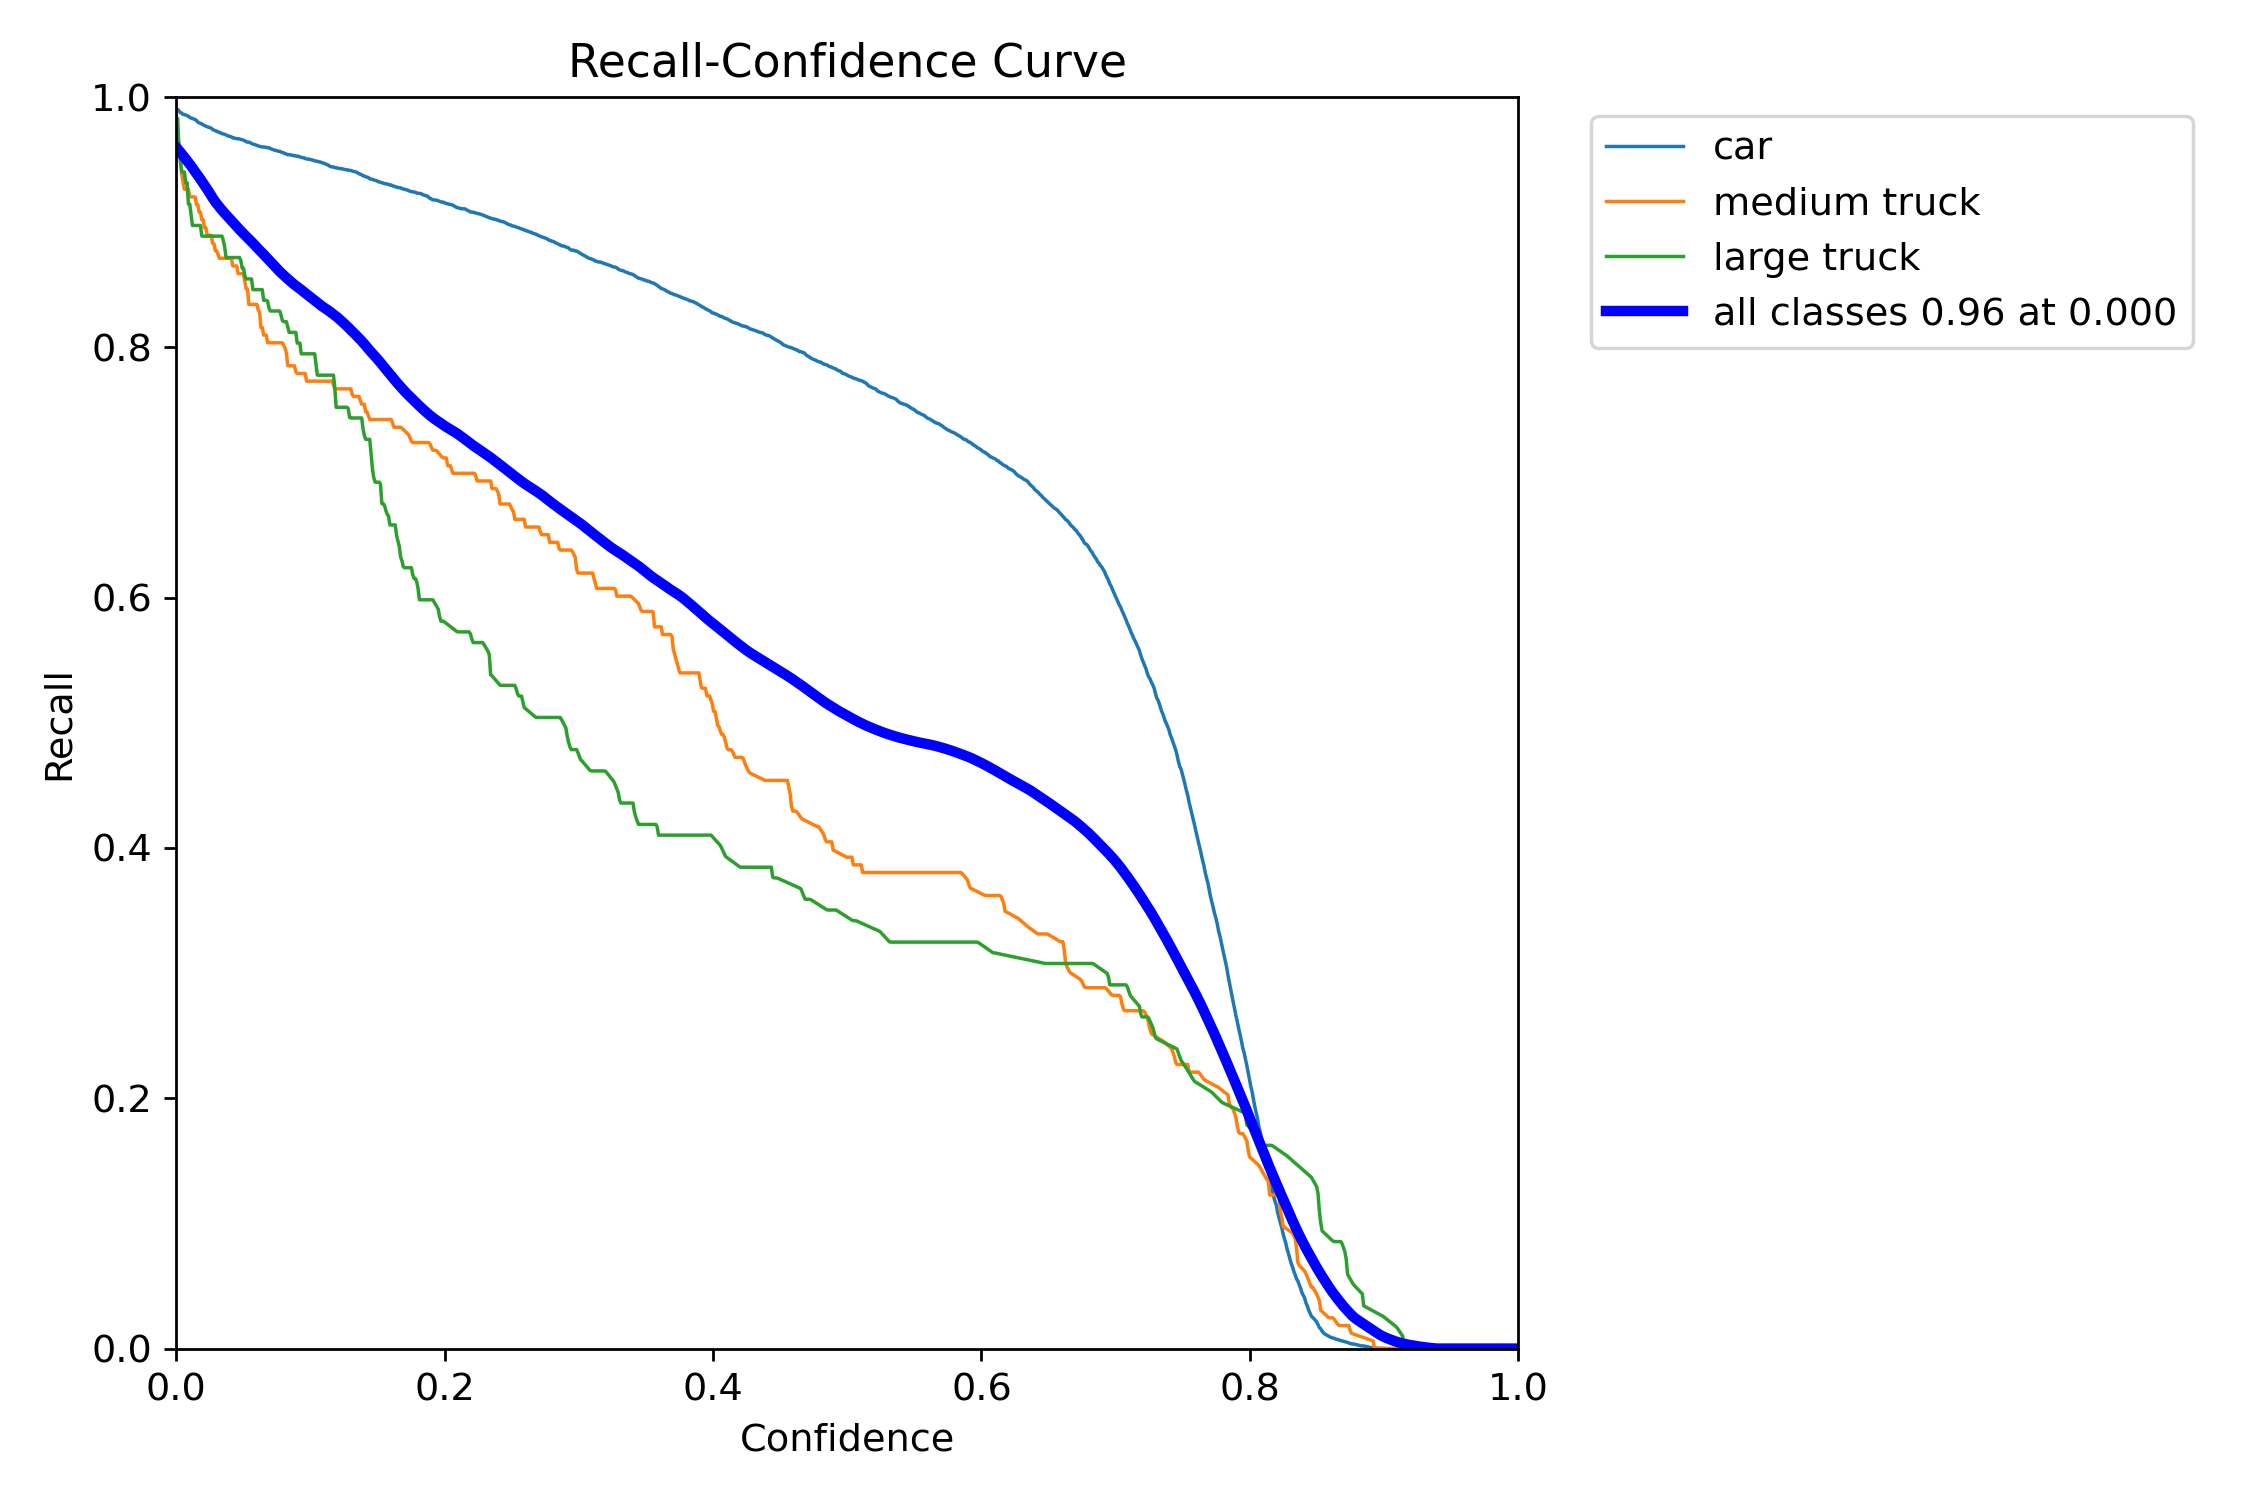 Recall-Confidence Curve
1.0
0.8
0.6
0.4
0.2
0.0
Recall
0.0 0.2 0.4 0.6 0.8 1.0
Confidence
car
medium truck
large truck
all classes 0.96 at 0.000